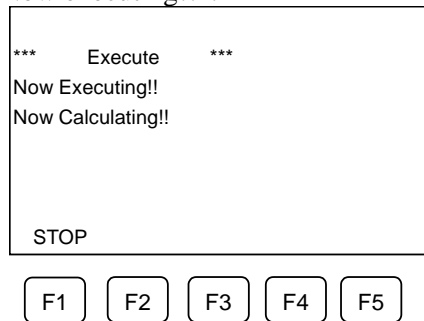 *** Execute ***
Now Executing!!
Now Calculating!!
STOP
F1 F2 F3 F4 F5